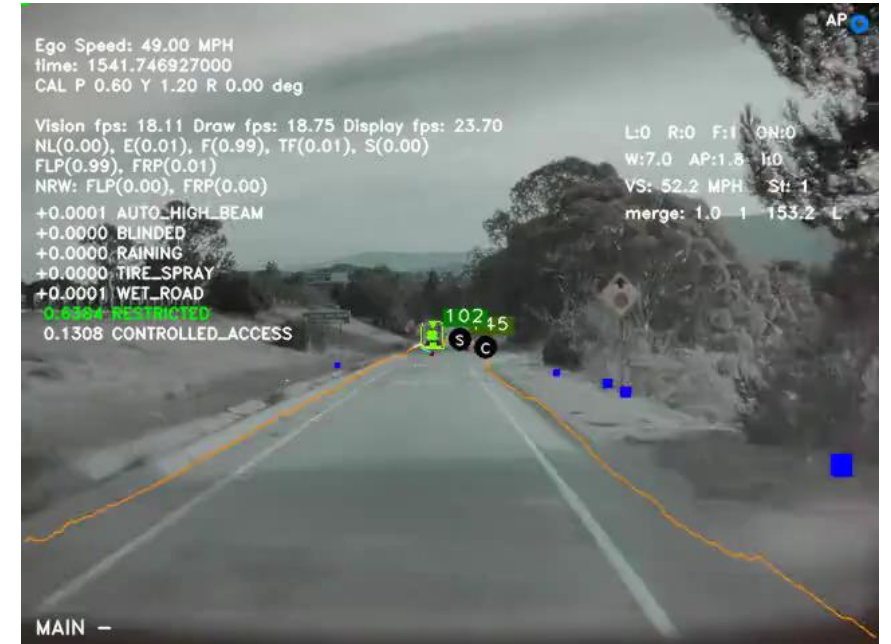 AP
Ego Speed: 49.00 MPH
time: 1541.746927000
CAL P 0.60 Y 1.20 R 0.00 deg
Vision fps: 18.11 Draw fps: 18.75 Display fps: 23.70
NL(0.00), E(0.01), F(0.99), TF(0.01), S(0.00)
FLP(0.99), FRP(0.01)
NRW: FLP(0.00), FRP(0.00)
L:0 R:0 F:1 ON:0
W:7.0 AP:1.8 I:0
VS: 52.2 MPH St: 1
merge: 1.0 1 153.2 L
+0.0001 AUTO_HIGH_BEAM
+0.0000 BLINDED
+0.0000 RAINING
+0.0000 TIRE_SPRAY
+0.0001 WET_ROAD
0.6384 RESTRICTED
0.1308 CONTROLLED_ACCESS
102
45
S
C
MAIN -